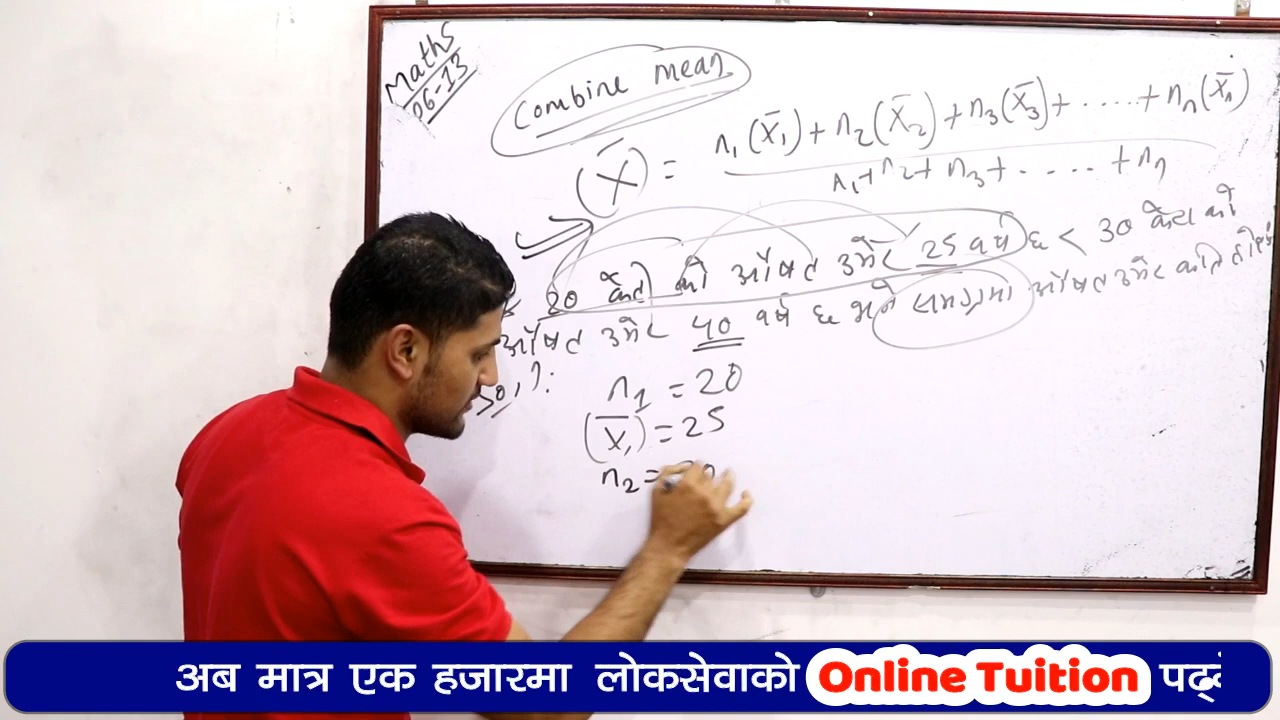 Maths
06-13
Combine mean
(X̄) = n₁(X̄₁) + n₂(X̄₂) + n₃(X̄₃) + ..... + nₙ(X̄ₙ)
n₁ + n₂ + n₃ + ..... + nₙ
20 को औषत उमेर 25 वर्ष छ र 30 केटा को
औषत उमेर 40 वर्ष छ भने समग्रमा औषत उमेर कति
n₁ = 20
(X̄₁) = 25
n₂ =
अब मात्र एक हजारमा लोकसेवाको Online Tuition